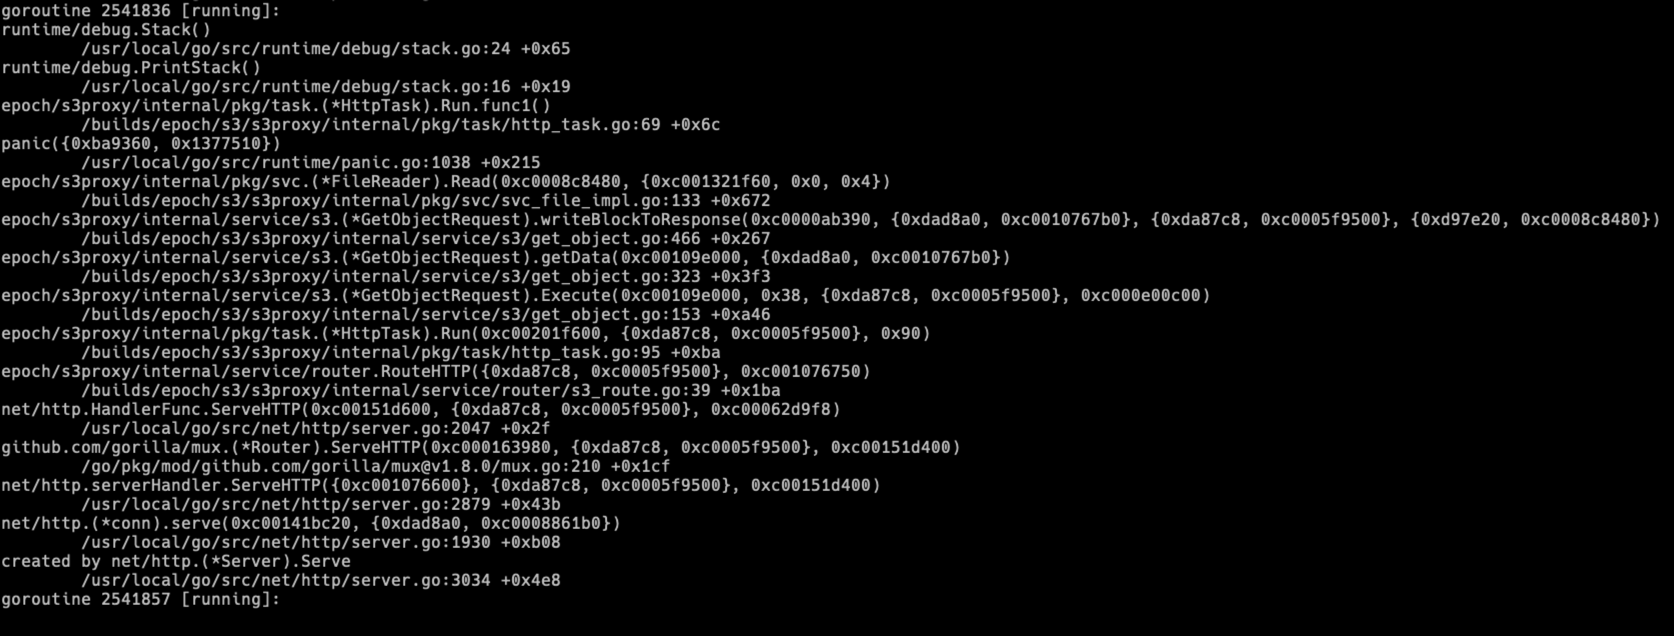 goroutine 2541836 [running]:
runtime/debug.Stack()
/usr/local/go/src/runtime/debug/stack.go:24 +0x65
runtime/debug.PrintStack()
/usr/local/go/src/runtime/debug/stack.go:16 +0x19
epoch/s3proxy/internal/pkg/task.(*HttpTask).Run.func1()
/builds/epoch/s3/s3proxy/internal/pkg/task/http_task.go:69 +0x6c
panic({0xba9360, 0x1377510})
/usr/local/go/src/runtime/panic.go:1038 +0x215
epoch/s3proxy/internal/pkg/svc.(*FileReader).Read(0xc0008c8480, {0xc001321f60, 0x0, 0x4})
/builds/epoch/s3/s3proxy/internal/pkg/svc/svc_file_impl.go:133 +0x672
epoch/s3proxy/internal/service/s3.(*GetObjectRequest).writeBlockToResponse(0xc0000ab390, {0xdad8a0, 0xc0010767b0}, {0xda87c8, 0xc0005f9500}, {0xd97e20, 0xc0008c8480})
/builds/epoch/s3/s3proxy/internal/service/s3/get_object.go:466 +0x267
epoch/s3proxy/internal/service/s3.(*GetObjectRequest).getData(0xc00109e000, {0xdad8a0, 0xc0010767b0})
/builds/epoch/s3/s3proxy/internal/service/s3/get_object.go:323 +0x3f3
epoch/s3proxy/internal/service/s3.(*GetObjectRequest).Execute(0xc00109e000, 0x38, {0xda87c8, 0xc0005f9500}, 0xc000e00c00)
/builds/epoch/s3/s3proxy/internal/service/s3/get_object.go:153 +0xa46
epoch/s3proxy/internal/pkg/task.(*HttpTask).Run(0xc00201f600, {0xda87c8, 0xc0005f9500}, 0x90)
/builds/epoch/s3/s3proxy/internal/pkg/task/http_task.go:95 +0xba
epoch/s3proxy/internal/service/router.RouteHTTP({0xda87c8, 0xc0005f9500}, 0xc001076750)
/builds/epoch/s3/s3proxy/internal/service/router/s3_route.go:39 +0x1ba
net/http.HandlerFunc.ServeHTTP(0xc00151d600, {0xda87c8, 0xc0005f9500}, 0xc00062d9f8)
/usr/local/go/src/net/http/server.go:2047 +0x2f
github.com/gorilla/mux.(*Router).ServeHTTP(0xc000163980, {0xda87c8, 0xc0005f9500}, 0xc00151d400)
/go/pkg/mod/github.com/gorilla/mux@v1.8.0/mux.go:210 +0x1cf
net/http.serverHandler.ServeHTTP({0xc001076600}, {0xda87c8, 0xc0005f9500}, 0xc00151d400)
/usr/local/go/src/net/http/server.go:2879 +0x43b
net/http.(*conn).serve(0xc00141bc20, {0xdad8a0, 0xc0008861b0})
/usr/local/go/src/net/http/server.go:1930 +0xb08
created by net/http.(*Server).Serve
/usr/local/go/src/net/http/server.go:3034 +0x4e8
goroutine 2541857 [running]: